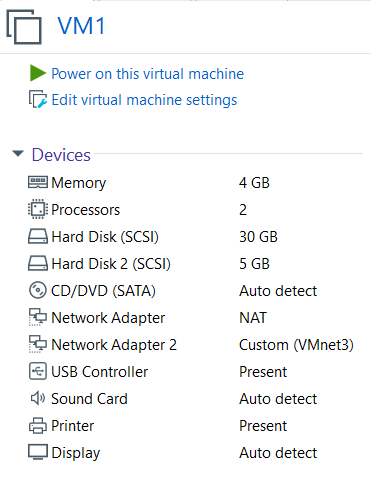 VM1
Power on this virtual machine
Edit virtual machine settings
Devices
Memory 4 GB
Processors 2
Hard Disk (SCSI) 30 GB
Hard Disk 2 (SCSI) 5 GB
CD/DVD (SATA) Auto detect
Network Adapter NAT
Network Adapter 2 Custom (VMnet3)
USB Controller Present
Sound Card Auto detect
Printer Present
Display Auto detect